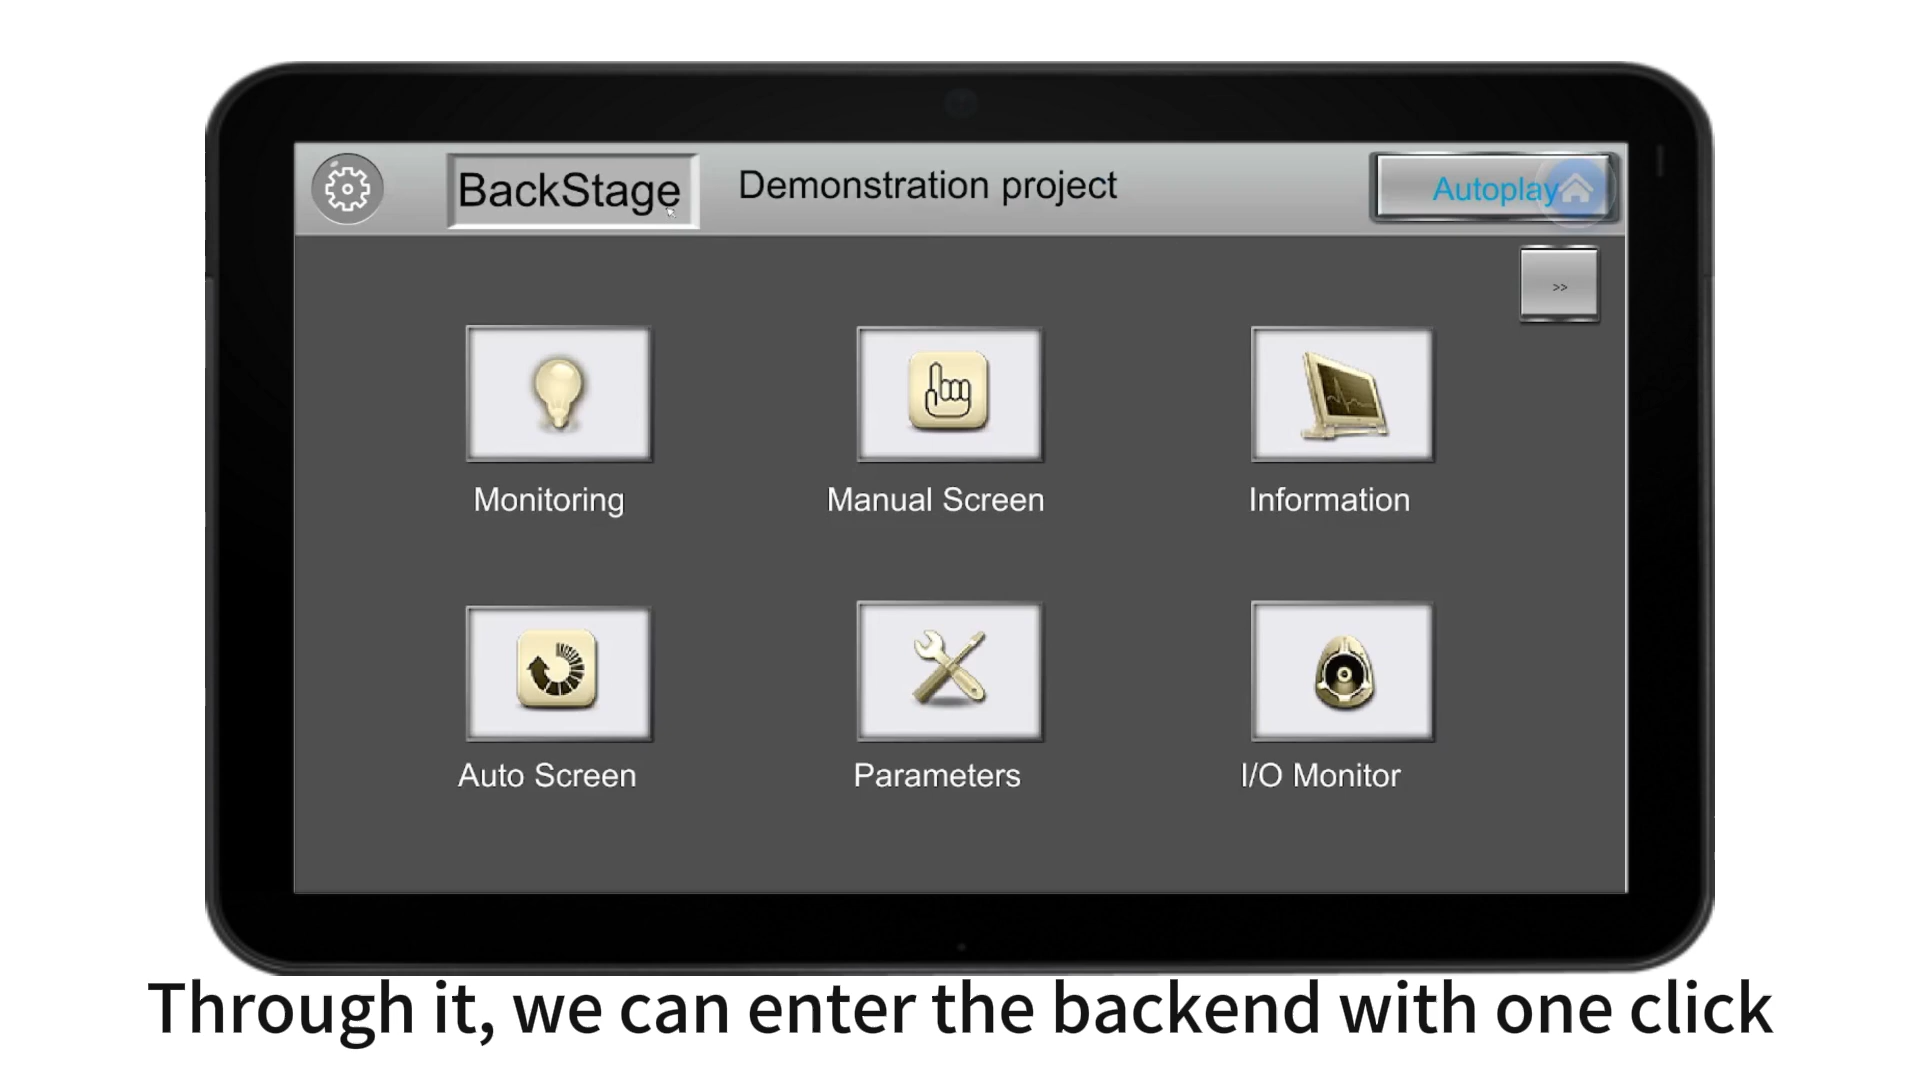 BackStage
Demonstration project
Autoplay
>>
Monitoring
Manual Screen
Information
Auto Screen
Parameters
I/O Monitor
Through it, we can enter the backend with one click